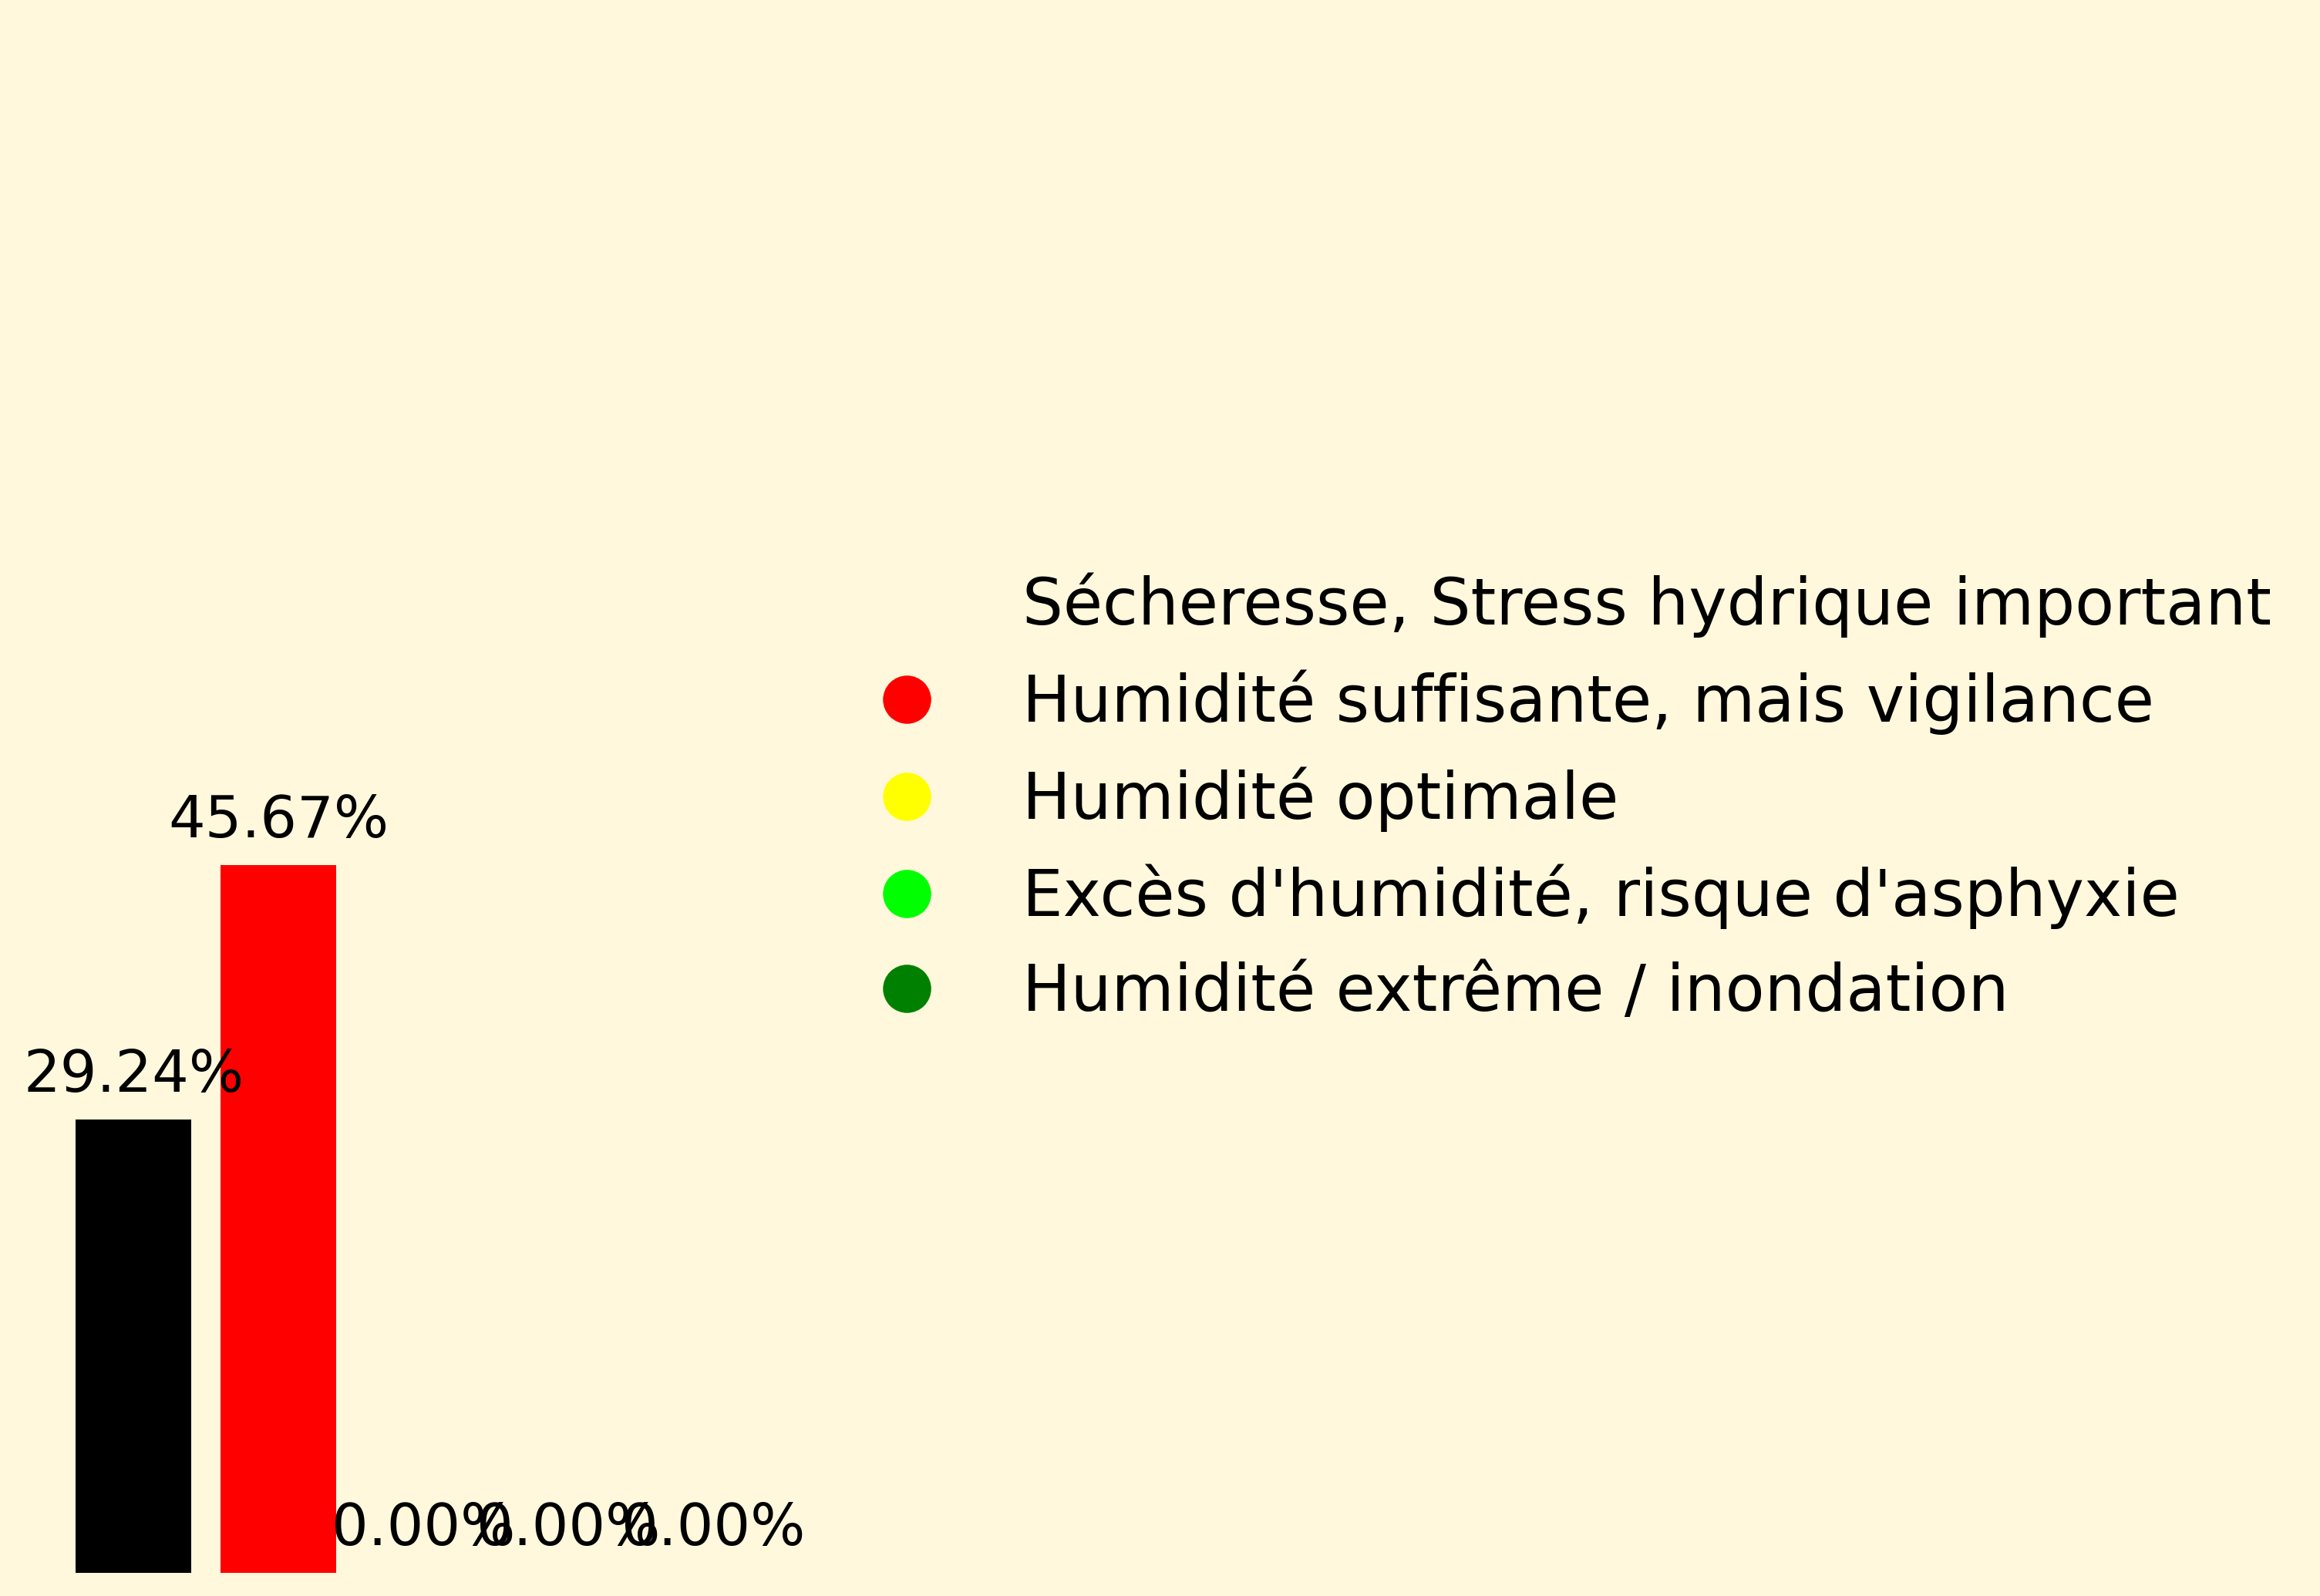 Sécheresse, Stress hydrique important
Humidité suffisante, mais vigilance
Humidité optimale
Excès d'humidité, risque d'asphyxie
Humidité extrême / inondation
45.67%
29.24%
0.00% 0.00% 0.00%